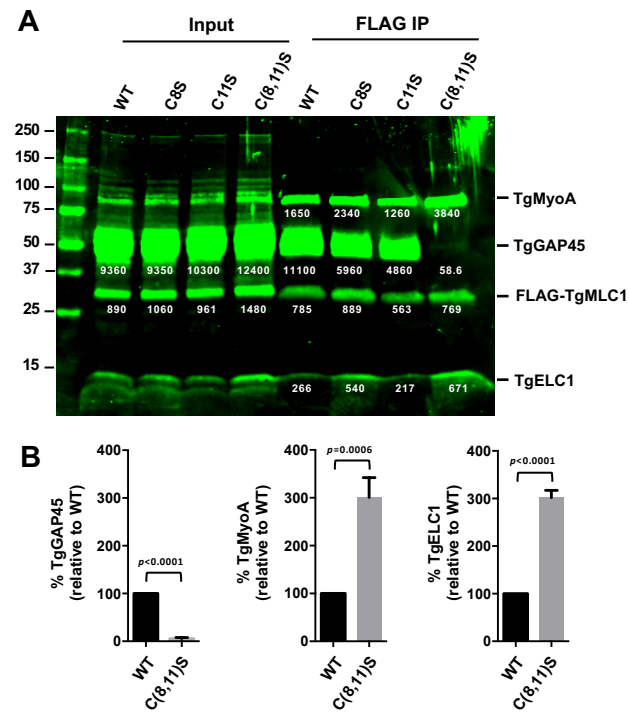 A
Input
FLAG IP
WT
C8S
C11S
C(8,11)S
WT
C8S
C11S
C(8,11)S
250
150
100
75
50
37
25
15
TgMyoA
TgGAP45
FLAG-TgMLC1
TgELC1
1650 2340 1260 3840
9360 9350 10300 12400 11100 5960 4860 58.6
890 1060 961 1480 785 889 563 769
266 540 217 671
B
% TgGAP45
(relative to WT)
400
300
200
100
0
p<0.0001
WT
C(8,11)S
% TgMyoA
(relative to WT)
400
300
200
100
0
p=0.0006
WT
C(8,11)S
% TgELC1
(relative to WT)
400
300
200
100
0
p<0.0001
WT
C(8,11)S